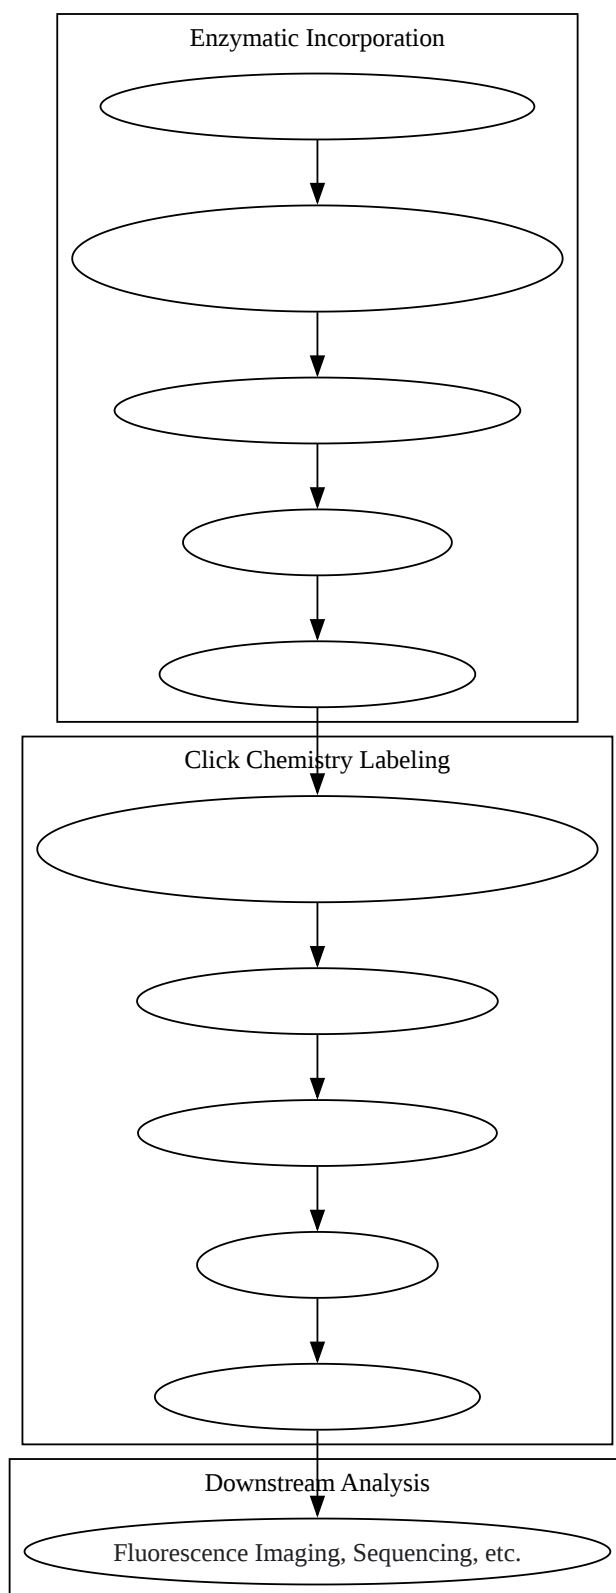 Enzymatic Incorporation
Click Chemistry Labeling
Downstream Analysis
Fluorescence Imaging, Sequencing, etc.